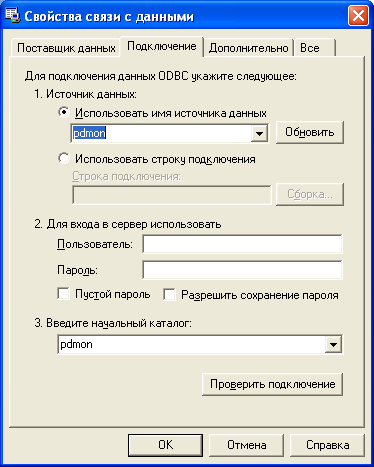 Свойства связи с данными
Поставщик данных Подключение Дополнительно Все
Для подключения данных ODBC укажите следующее:
1. Источник данных:
Использовать имя источника данных
pdmon Обновить
Использовать строку подключения
Строка подключения:
Сборка...
2. Для входа в сервер использовать
Пользователь:
Пароль:
Пустой пароль Разрешить сохранение пароля
3. Введите начальный каталог:
pdmon
Проверить подключение
OK Отмена Справка